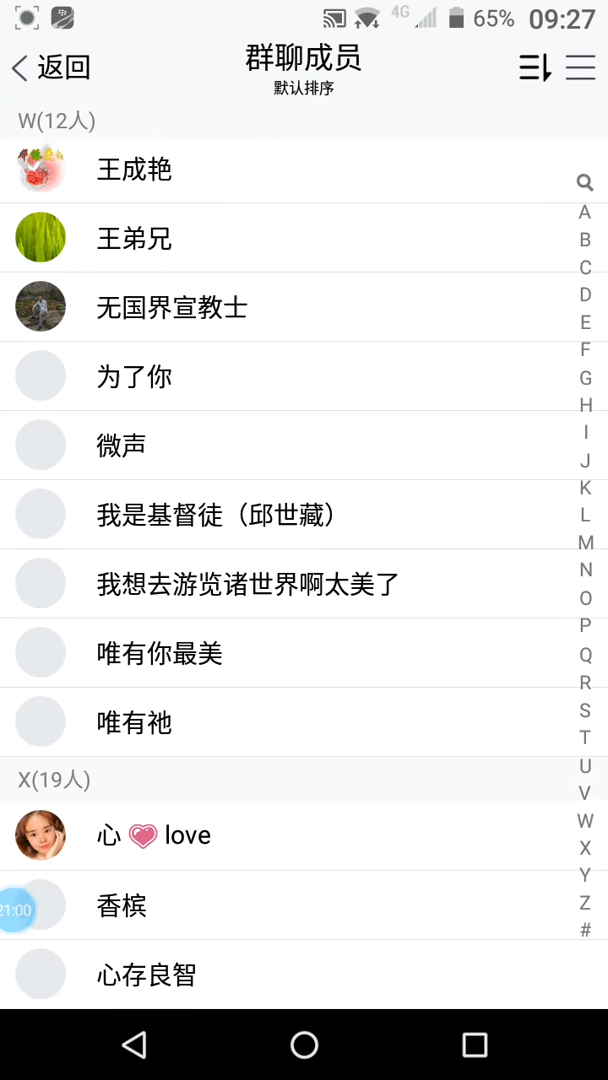 4G 65% 09:27
返回
群聊成员
默认排序
W(12人)
王成艳
王弟兄
无国界宣教士
为了你
微声
我是基督徒（邱世藏）
我想去游览诸世界啊太美了
唯有你最美
唯有祂
X(19人)
心 💗 love
香槟
21:00
心存良智
A
B
C
D
E
F
G
H
I
J
K
L
M
N
O
P
Q
R
S
T
U
V
W
X
Y
Z
#